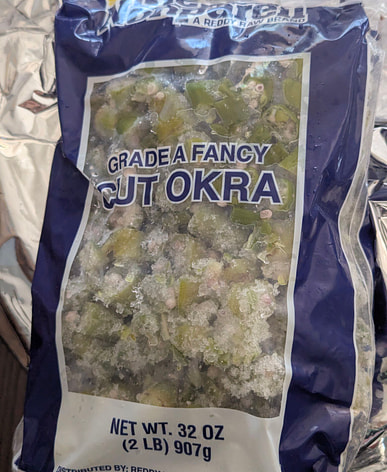 A REDDY RAW BRAND
GRADE A FANCY
CUT OKRA
NET WT. 32 OZ
(2 LB) 907g
DISTRIBUTED BY: REDDY